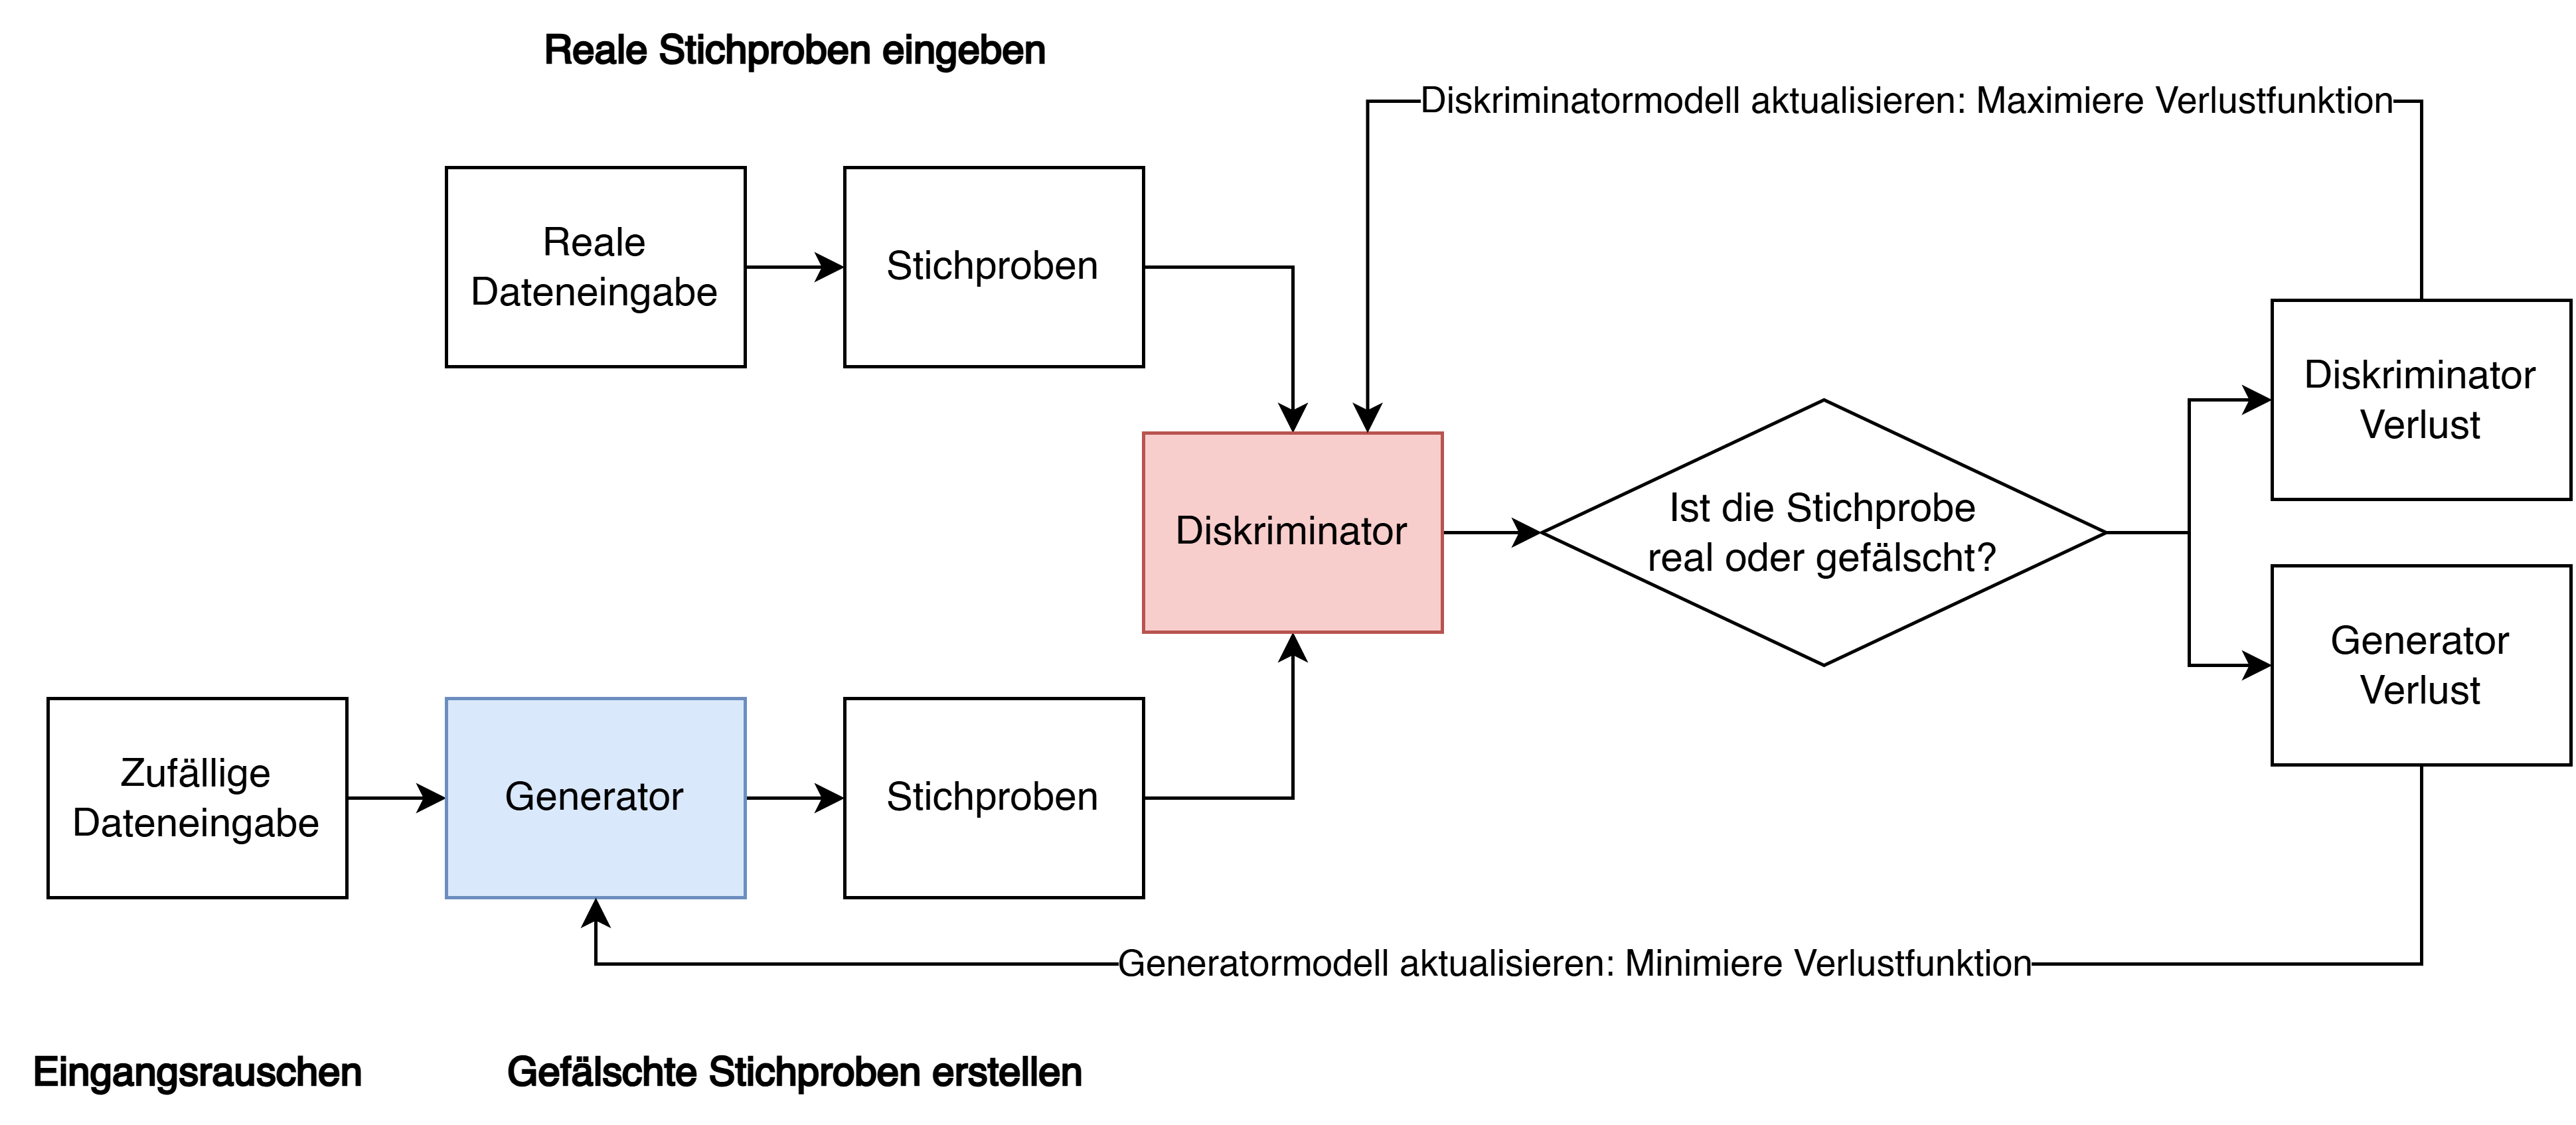 Reale Stichproben eingeben
Diskriminatormodell aktualisieren: Maximiere Verlustfunktion
Reale
Dateneingabe
Stichproben
Diskriminator
Ist die Stichprobe
real oder gefälscht?
Diskriminator
Verlust
Generator
Verlust
Zufällige
Dateneingabe
Generator
Stichproben
Generatormodell aktualisieren: Minimiere Verlustfunktion
Eingangsrauschen
Gefälschte Stichproben erstellen